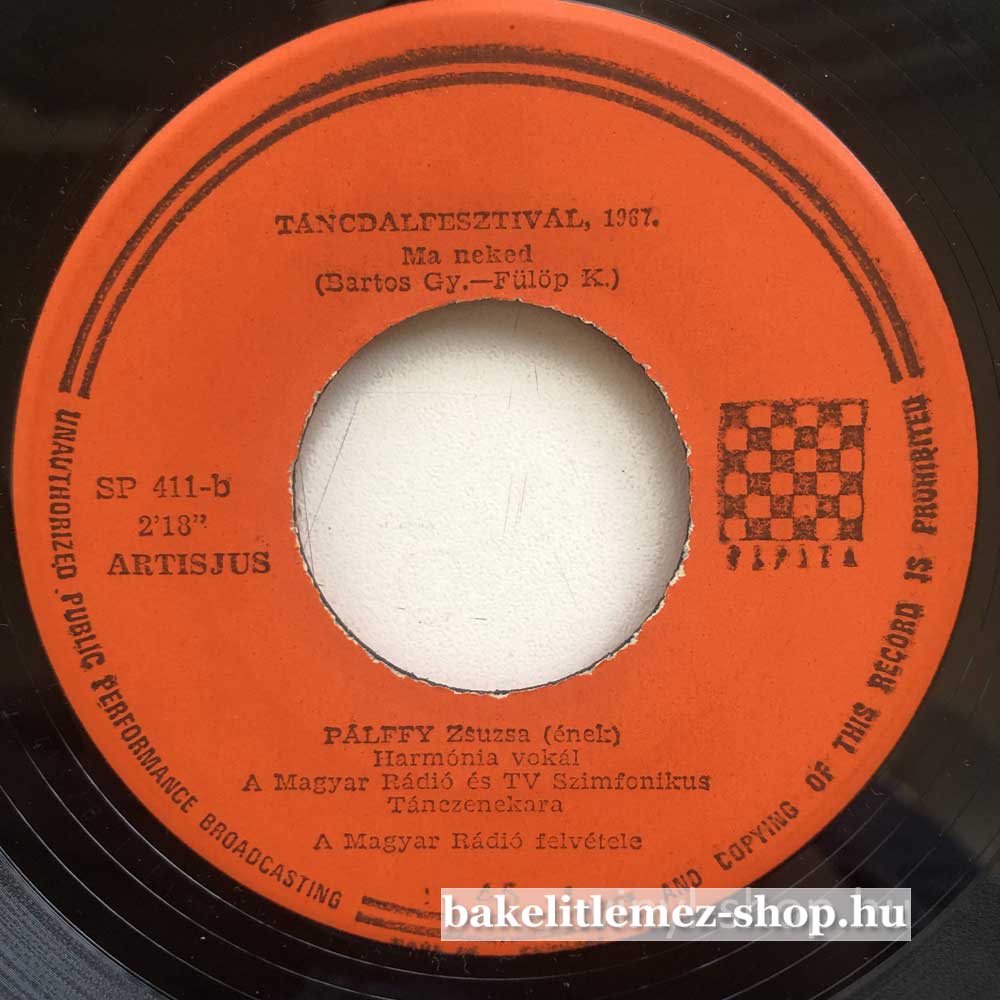 TÁNCDALFESZTIVÁL, 1967.
Ma neked
(Bartos Gy.—Fülöp K.)
SP 411-b
2'18"
ARTISJUS
PEPITA
PÁLFFY Zsuzsa (ének)
Harmónia vokál
A Magyar Rádió és TV Szimfonikus
Tánczenekara
A Magyar Rádió felvétele
UNAUTHORIZED PUBLIC PERFORMANCE BROADCASTING
AND COPYING OF THIS RECORD IS PROHIBITED
bakelitlemez-shop.hu